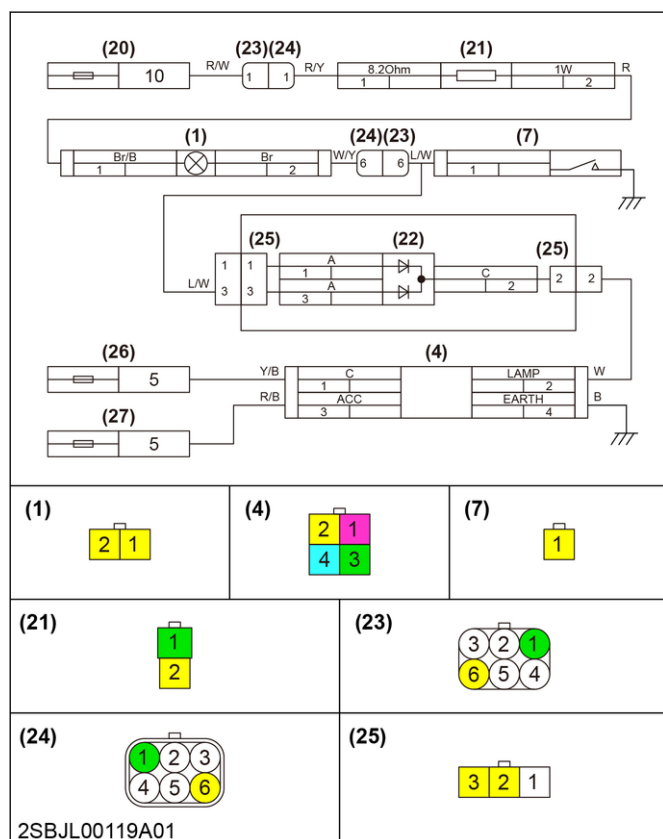 (20) (23) (24) (21)
R/W R/Y 8.2Ohm 1W R
10 1 1 1 2
(1) (24) (23) (7)
Br/B Br W/Y L/W
1 2 6 6 1
(25) (22) (25)
1 1 A C
1 2 2 2
L/W 3 3 A
3
(26) (4)
5 Y/B C LAMP W
1 2
(27) R/B ACC EARTH B
3 4
5
(1) (4) (7)
2 1 2 1 1
4 3
(21) (23)
1 3 2 1
2 6 5 4
(24) (25)
1 2 3
4 5 6 3 2 1
2SBJL00119A01